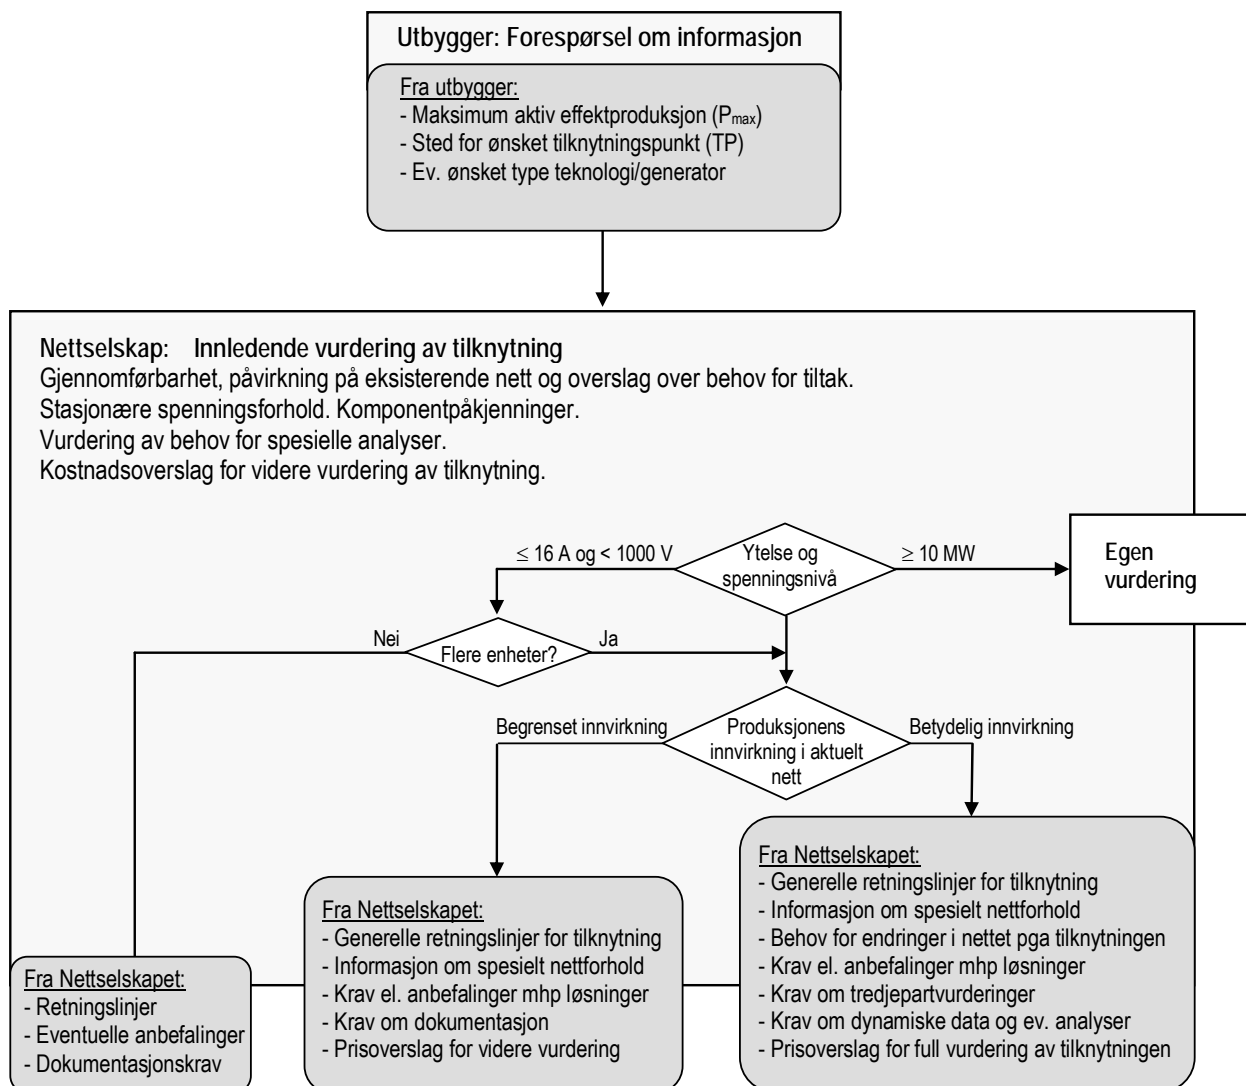 Utbygger: Forespørsel om informasjon
Fra utbygger:
- Maksimum aktiv effektproduksjon (Pmax)
- Sted for ønsket tilknytningspunkt (TP)
- Ev. ønsket type teknologi/generator
Nettselskap: Innledende vurdering av tilknytning
Gjennomførbarhet, påvirkning på eksisterende nett og overslag over behov for tiltak.
Stasjonære spenningsforhold. Komponentpåkjenninger.
Vurdering av behov for spesielle analyser.
Kostnadsoverslag for videre vurdering av tilknytning.
≤ 16 A og < 1000 V
Ytelse og
spenningsnivå
≥ 10 MW
Egen
vurdering
Nei
Flere enheter?
Ja
Begrenset innvirkning
Produksjonens
innvirkning i aktuelt
nett
Betydelig innvirkning
Fra Nettselskapet:
- Retningslinjer
- Eventuelle anbefalinger
- Dokumentasjonskrav
Fra Nettselskapet:
- Generelle retningslinjer for tilknytning
- Informasjon om spesielt nettforhold
- Krav el. anbefalinger mhp løsninger
- Krav om dokumentasjon
- Prisoverslag for videre vurdering
Fra Nettselskapet:
- Generelle retningslinjer for tilknytning
- Informasjon om spesielt nettforhold
- Behov for endringer i nettet pga tilknytningen
- Krav el. anbefalinger mhp løsninger
- Krav om tredjepartvurderinger
- Krav om dynamiske data og ev. analyser
- Prisoverslag for full vurdering av tilknytningen